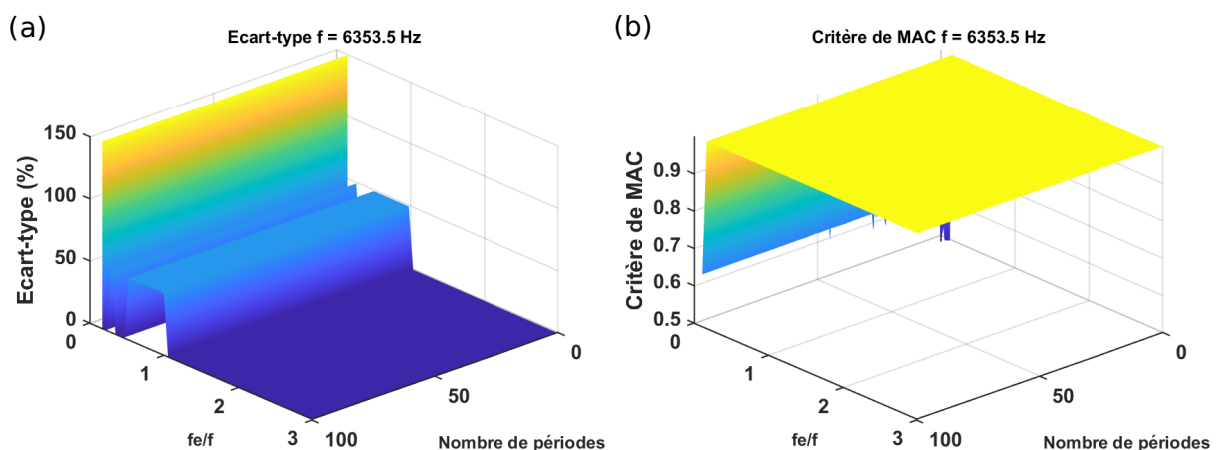 (a)
Ecart-type f = 6353.5 Hz
Ecart-type (%)
150
100
50
0
0
1
2
3
fe/f
100
50
0
Nombre de périodes
(b)
Critère de MAC f = 6353.5 Hz
Critère de MAC
0.9
0.8
0.7
0.6
0.5
0
1
2
3
fe/f
100
50
0
Nombre de périodes